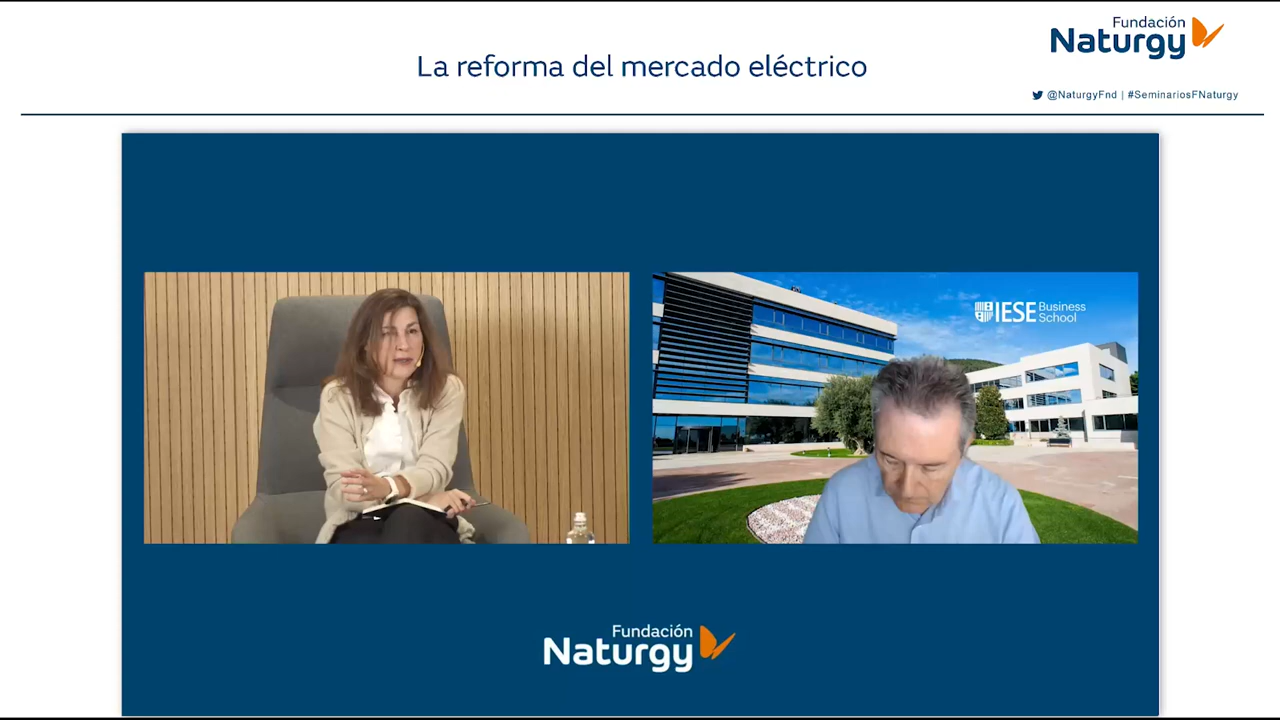 Fundación
Naturgy
La reforma del mercado eléctrico
@NaturgyFnd | #SeminariosFNaturgy
IESE Business School
Fundación
Naturgy